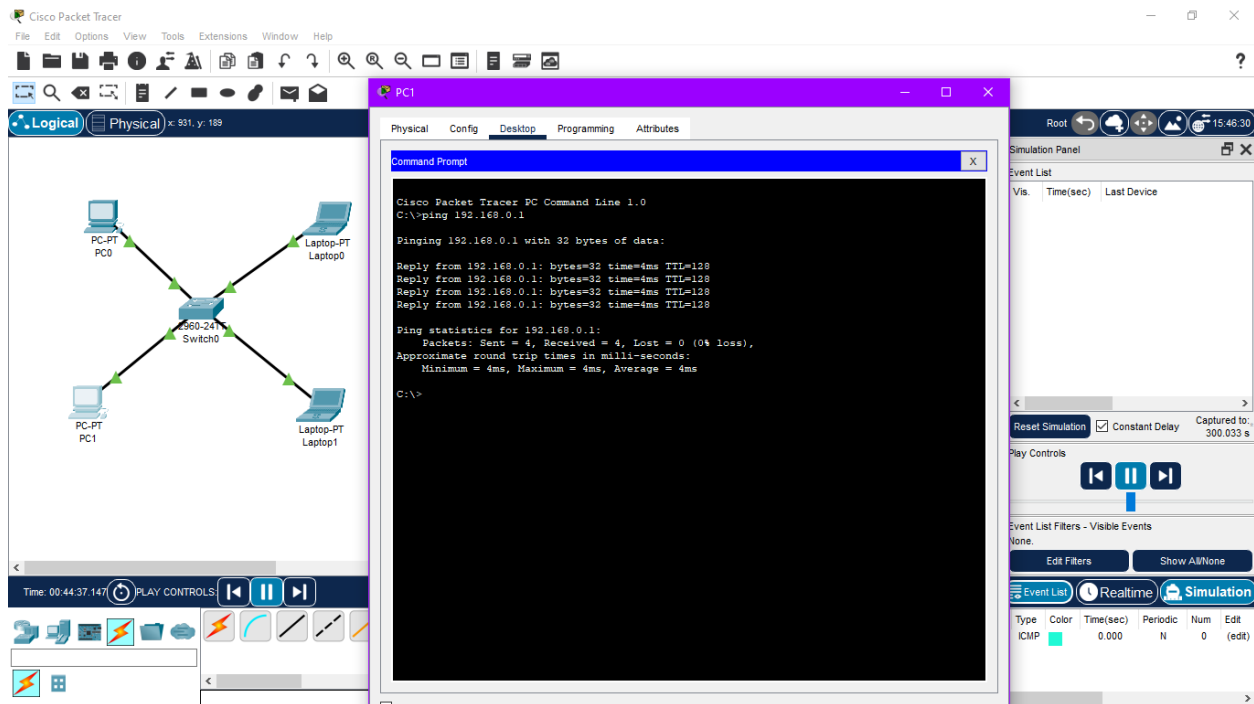 Cisco Packet Tracer
File Edit Options View Tools Extensions Window Help
?
Logical Physical x: 931, y: 189
Root 15:46:30
PC1
Physical Config Desktop Programming Attributes
Command Prompt X
Cisco Packet Tracer PC Command Line 1.0
C:\>ping 192.168.0.1
Pinging 192.168.0.1 with 32 bytes of data:
Reply from 192.168.0.1: bytes=32 time=4ms TTL=128
Reply from 192.168.0.1: bytes=32 time=4ms TTL=128
Reply from 192.168.0.1: bytes=32 time=4ms TTL=128
Reply from 192.168.0.1: bytes=32 time=4ms TTL=128
Ping statistics for 192.168.0.1:
Packets: Sent = 4, Received = 4, Lost = 0 (0% loss),
Approximate round trip times in milli-seconds:
Minimum = 4ms, Maximum = 4ms, Average = 4ms
C:\>
PC-PT
PC0
Laptop-PT
Laptop0
2960-24TT
Switch0
PC-PT
PC1
Laptop-PT
Laptop1
Simulation Panel
Event List
Vis. Time(sec) Last Device
Reset Simulation Constant Delay Captured to:
300.033 s
Play Controls
Event List Filters - Visible Events
None.
Edit Filters Show All/None
Time: 00:44:37.147 PLAY CONTROLS:
Event List Realtime Simulation
Type Color Time(sec) Periodic Num Edit
ICMP 0.000 N 0 (edit)